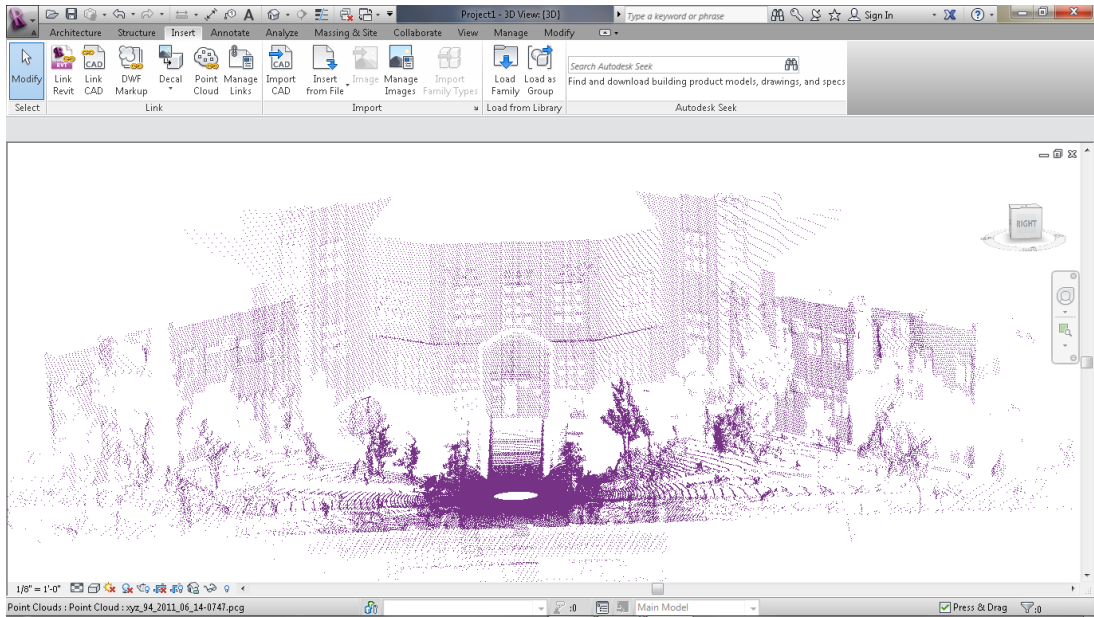 Project1 - 3D View: {3D}
Type a keyword or phrase
Sign In
Architecture Structure Insert Annotate Analyze Massing & Site Collaborate View Manage Modify
Modify Link Revit Link CAD DWF Markup Decal Point Cloud Manage Links Import CAD Insert from File Image Manage Images Import Family Types Load Family Load as Group
Search Autodesk Seek
Find and download building product models, drawings, and specs
Select Link Import Load from Library Autodesk Seek
RIGHT
1/8" = 1'-0"
Point Clouds : Point Cloud : xyz_94_2011_06_14-0747.pcg
:0
Main Model
Press & Drag
:0